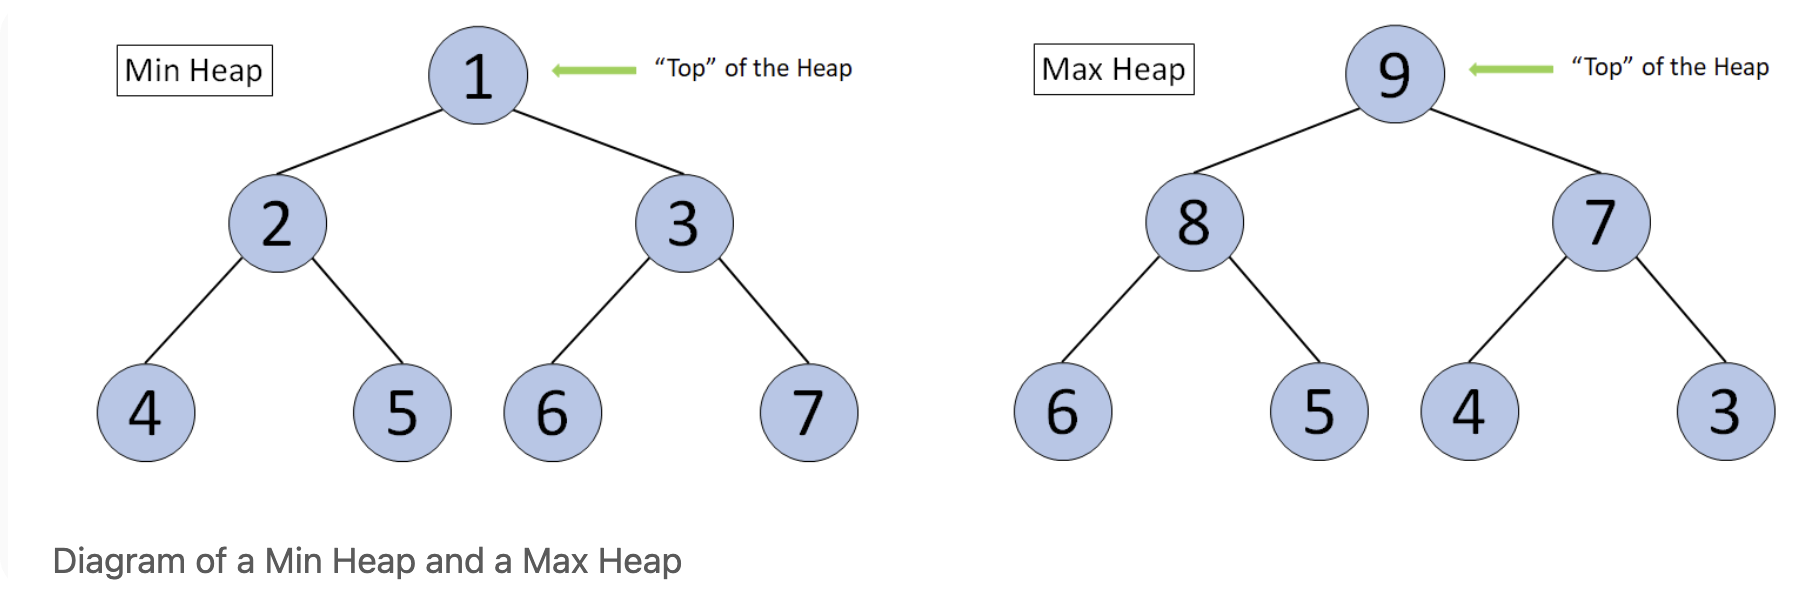 Min Heap
1
“Top” of the Heap
2
3
4
5
6
7
Max Heap
9
“Top” of the Heap
8
7
6
5
4
3
Diagram of a Min Heap and a Max Heap